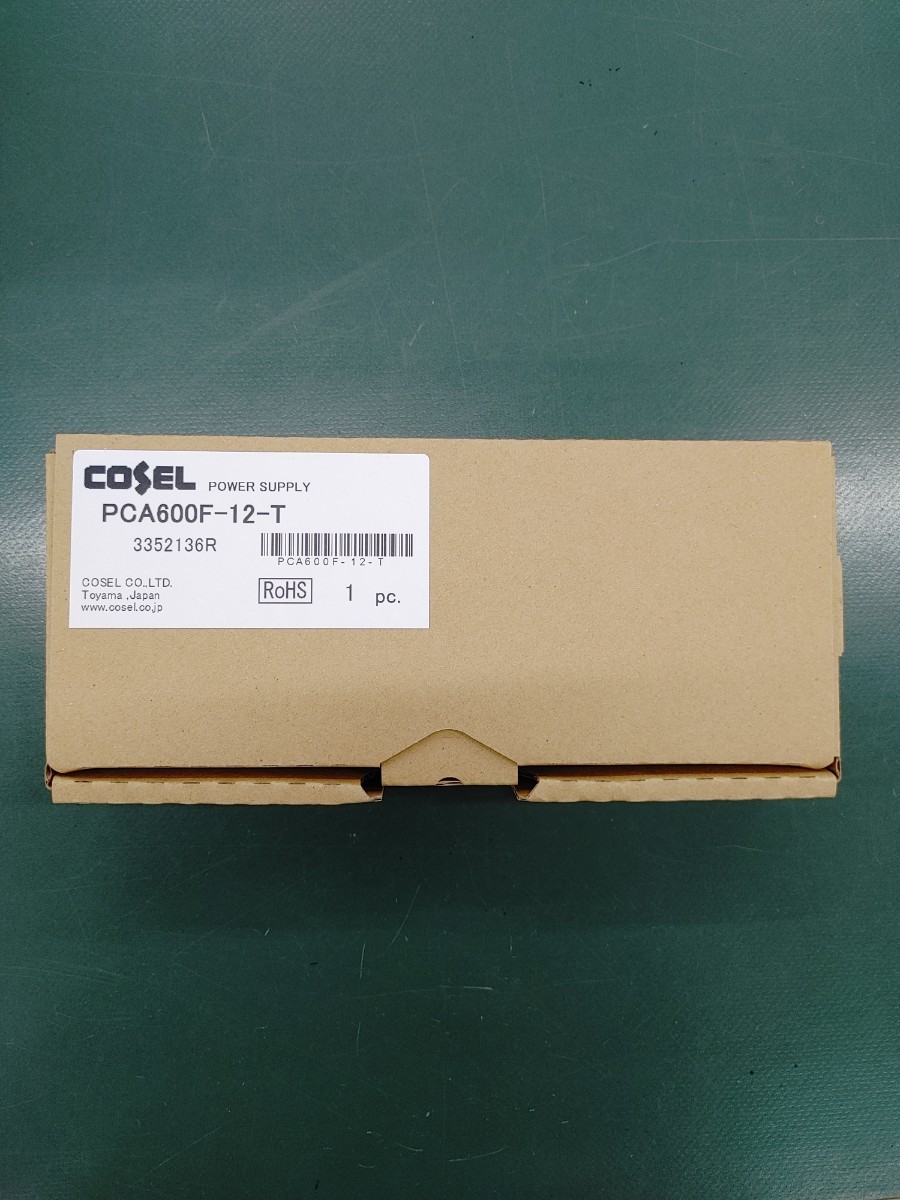 COSEL POWER SUPPLY
PCA600F-12-T
3352136R
PCA600F-12-T
COSEL CO.,LTD.
Toyama ,Japan
www.cosel.co.jp
RoHS 1 pc.